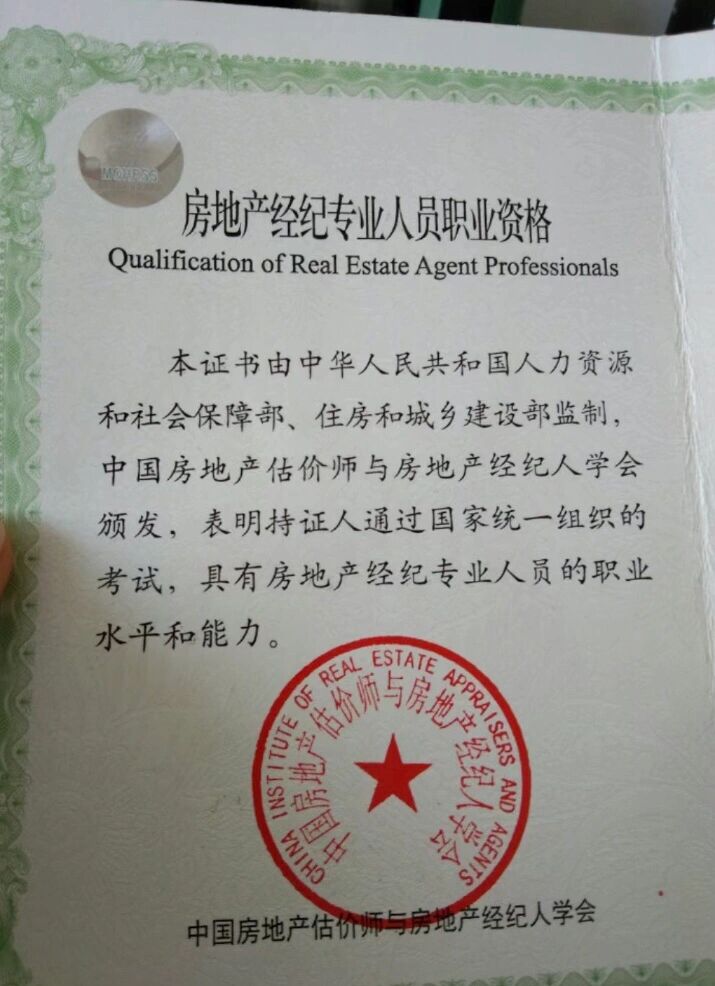 MOHRSS
房地产经纪专业人员职业资格
Qualification of Real Estate Agent Professionals
本证书由中华人民共和国人力资源
和社会保障部、住房和城乡建设部监制，
中国房地产估价师与房地产经纪人学会
颁发，表明持证人通过国家统一组织的
考试，具有房地产经纪专业人员的职业
水平和能力。
CHINA INSTITUTE OF REAL ESTATE APPRAISERS AND AGENTS
中国房地产估价师与房地产经纪人学会
中国房地产估价师与房地产经纪人学会